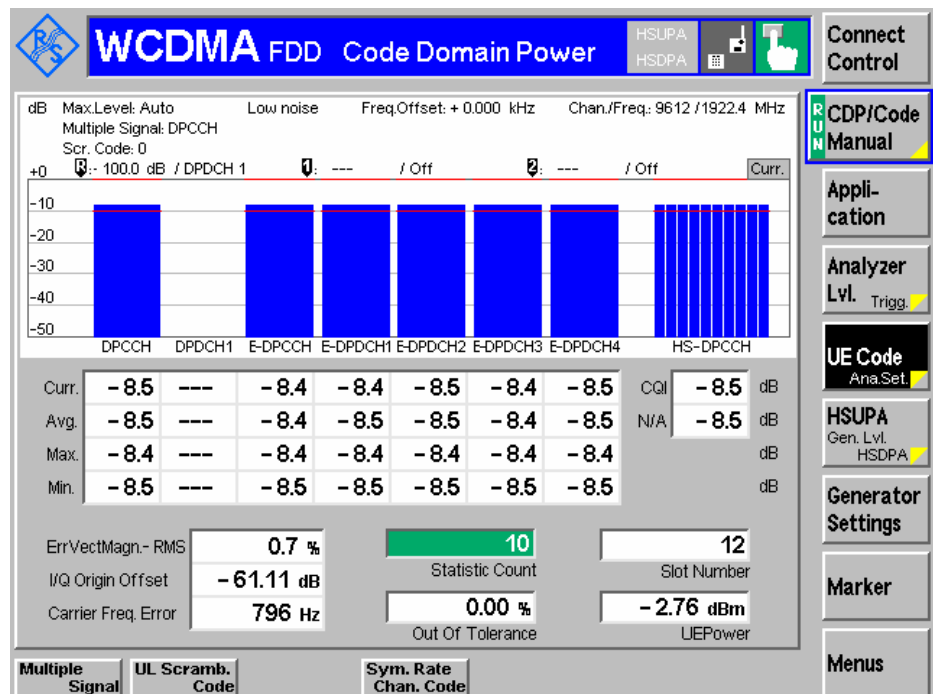 R&S
WCDMA FDD Code Domain Power
HSUPA
HSDPA
Connect
Control
dB Max.Level: Auto Low noise Freq.Offset: + 0.000 kHz Chan./Freq.: 9612 / 1922.4 MHz
Multiple Signal: DPCCH
Scr. Code: 0
R :- 100.0 dB / DPDCH 1 1 : --- / Off 2 : --- / Off Curr.
+0
-10
-20
-30
-40
-50
DPCCH DPDCH1 E-DPCCH E-DPDCH1 E-DPDCH2 E-DPDCH3 E-DPDCH4 HS-DPCCH
Curr. - 8.5 --- - 8.4 - 8.4 - 8.5 - 8.4 - 8.5 CQI - 8.5 dB
Avg. - 8.5 --- - 8.4 - 8.5 - 8.5 - 8.4 - 8.5 N/A - 8.5 dB
Max. - 8.4 --- - 8.4 - 8.4 - 8.4 - 8.4 - 8.4 dB
Min. - 8.5 --- - 8.5 - 8.5 - 8.5 - 8.5 - 8.5 dB
ErrVectMagn.- RMS 0.7 %
I/Q Origin Offset - 61.11 dB
Carrier Freq. Error 796 Hz
10
Statistic Count
0.00 %
Out Of Tolerance
12
Slot Number
- 2.76 dBm
UEPower
RUN
CDP/Code
Manual
Appli-
cation
Analyzer
Lvl. Trigg.
UE Code
Ana.Set.
HSUPA
Gen. Lvl.
HSDPA
Generator
Settings
Marker
Menus
Multiple
Signal
UL Scramb.
Code
Sym. Rate
Chan. Code